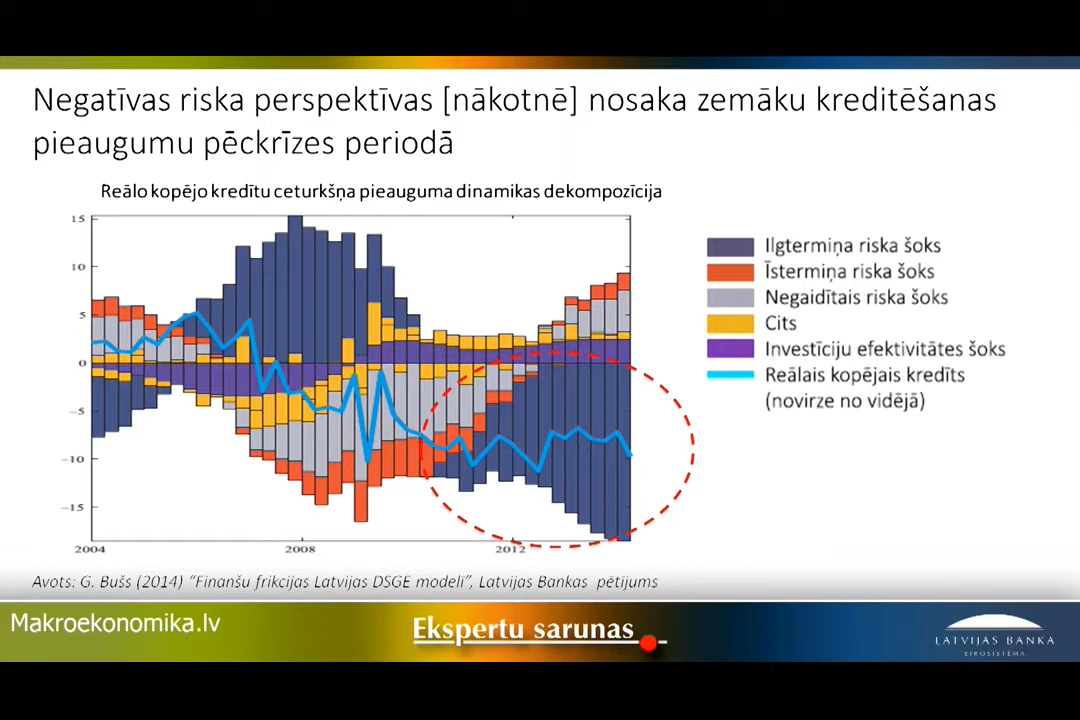 Negatīvas riska perspektīvas [nākotnē] nosaka zemāku kreditēšanas
pieaugumu pēckrīzes periodā
Reālo kopējo kredītu ceturkšņa pieauguma dinamikas dekompozīcija
15
10
5
0
−5
−10
−15
2004
2008
2012
Ilgtermiņa riska šoks
Īstermiņa riska šoks
Negaidītais riska šoks
Cits
Investīciju efektivitātes šoks
Reālais kopējais kredīts
(novirze no vidējā)
Avots: G. Bušs (2014) “Finanšu frikcijas Latvijas DSGE modelī”, Latvijas Bankas pētījums
Makroekonomika.lv
Ekspertu sarunas
LATVIJAS BANKA
EIROSISTĒMA